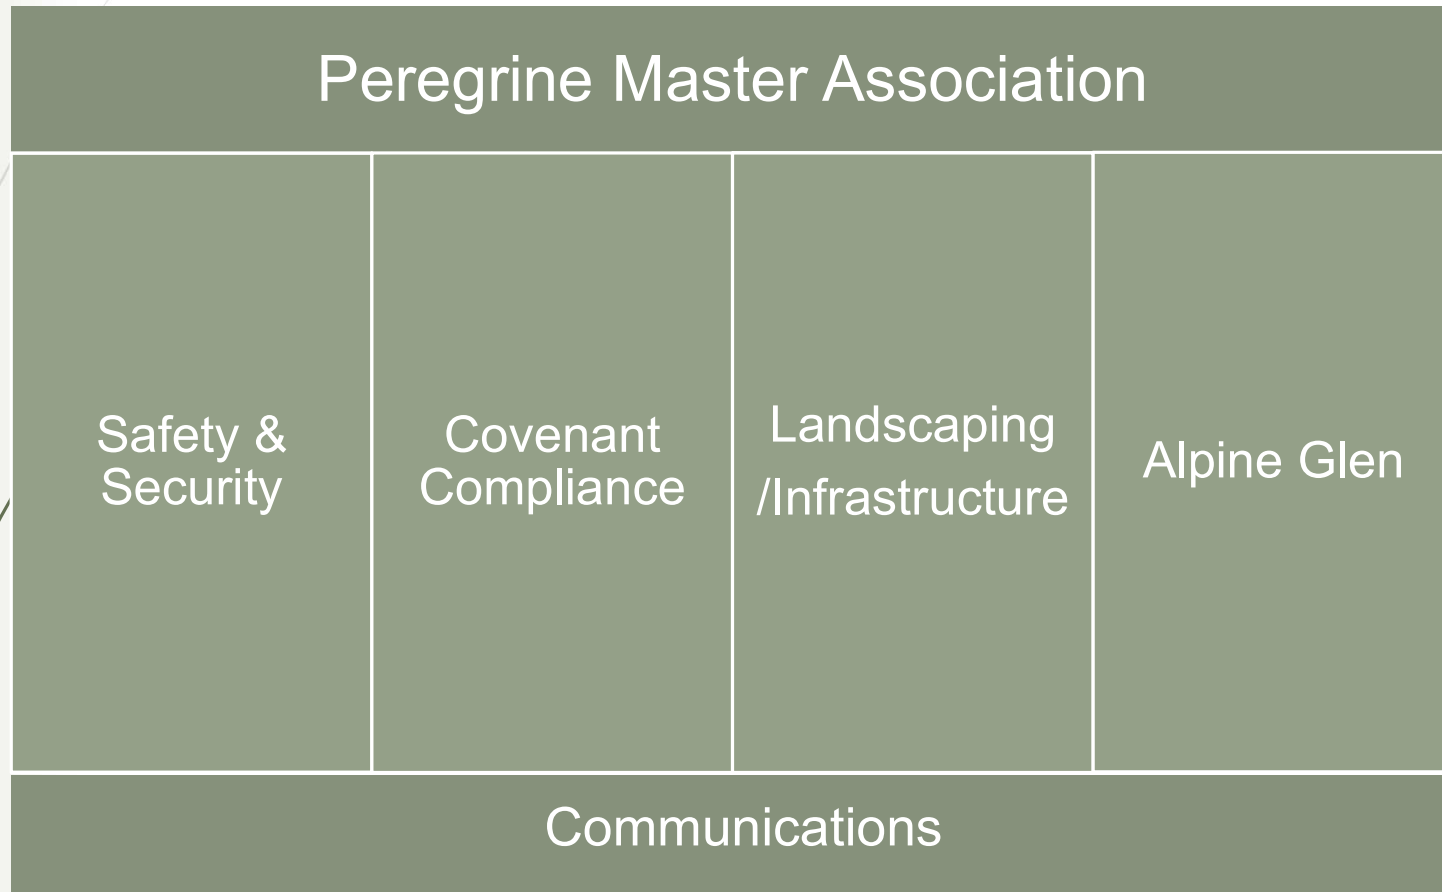 Peregrine Master Association
Safety &
Security
Covenant
Compliance
Landscaping
/Infrastructure
Alpine Glen
Communications